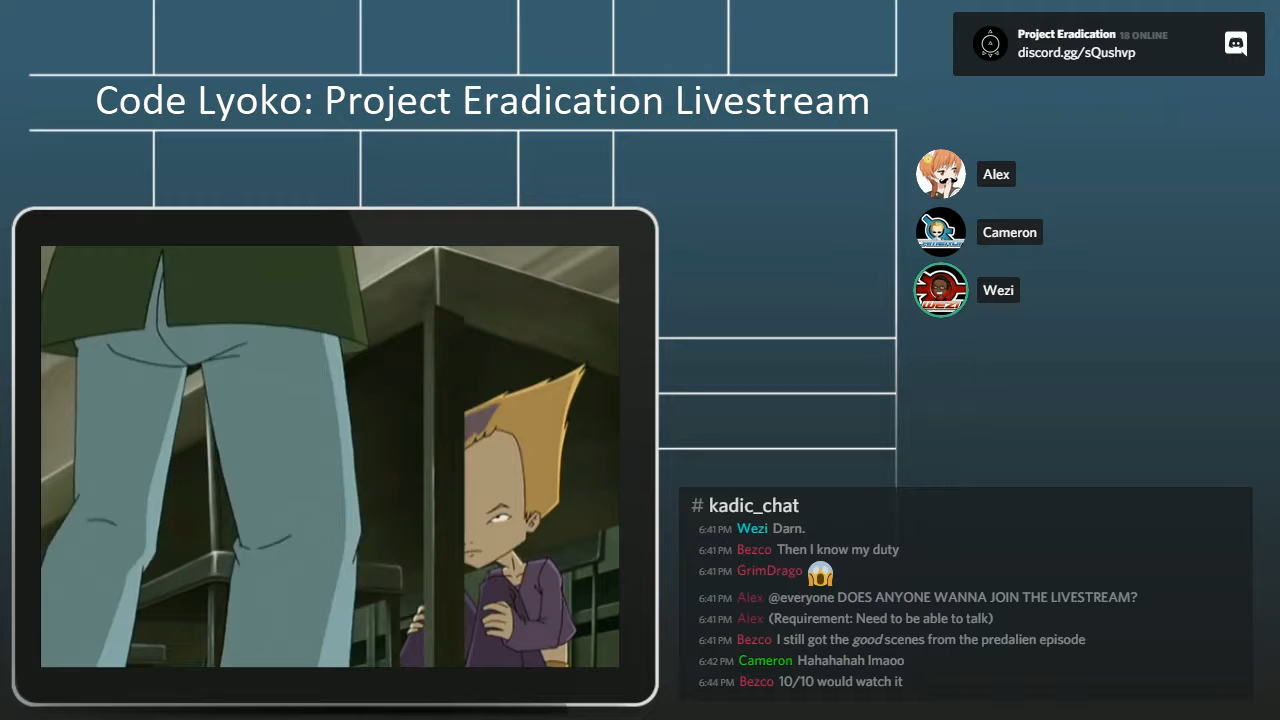 Project Eradication 18 ONLINE
discord.gg/sQushvp
Code Lyoko: Project Eradication Livestream
Alex
Cameron
WEZI
Wezi
# kadic_chat
6:41 PM Wezi Darn.
6:41 PM Bezco Then I know my duty
6:41 PM GrimDrago 😱
6:41 PM Alex @everyone DOES ANYONE WANNA JOIN THE LIVESTREAM?
6:41 PM Alex (Requirement: Need to be able to talk)
6:41 PM Bezco I still got the good scenes from the predalien episode
6:42 PM Cameron Hahahahah lmaoo
6:44 PM Bezco 10/10 would watch it